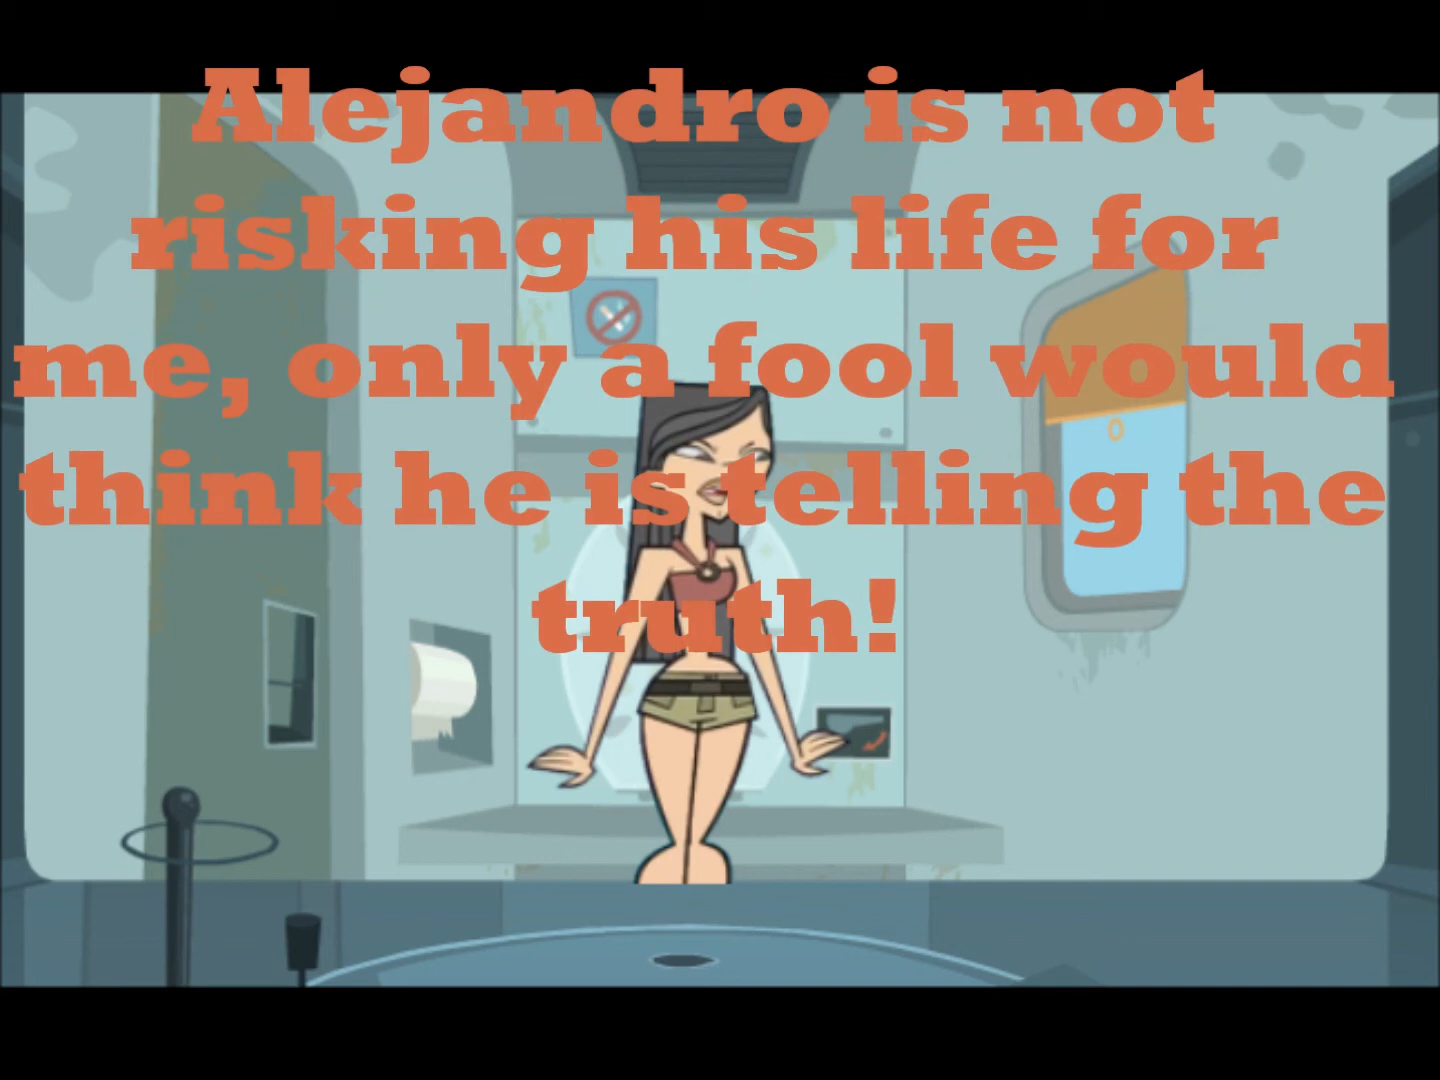 Alejandro is not
risking his life for
me, only a fool would
think he is telling the
truth!